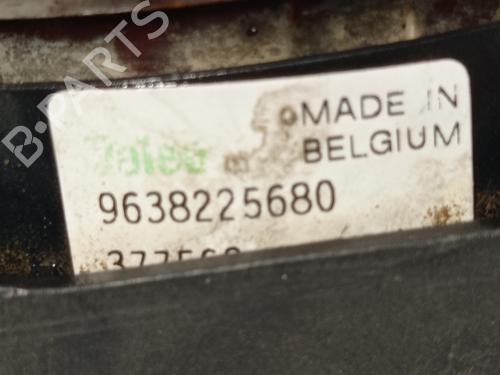 B-PARTS
Valeo
MADE IN
BELGIUM
9638225680